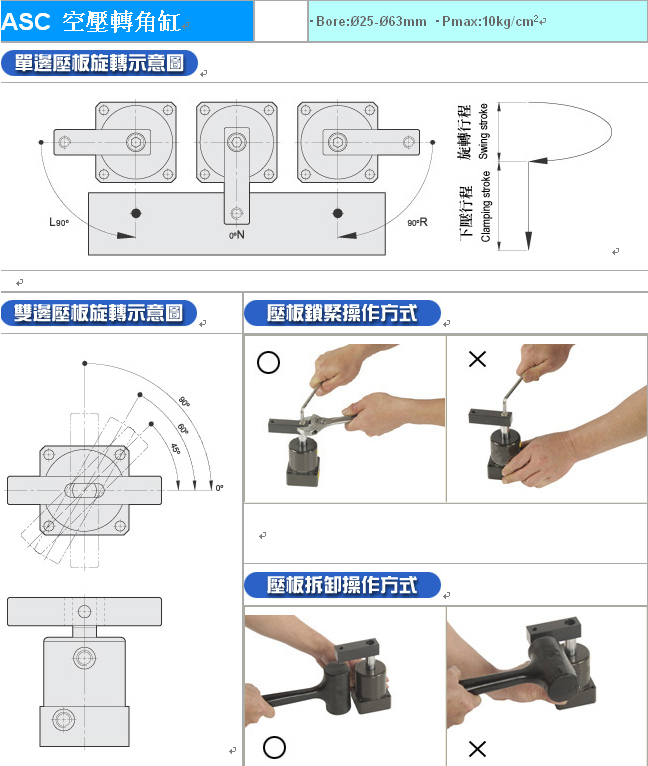 ASC 空壓轉角缸
·Bore:Ø25-Ø63mm ·Pmax:10kg/cm²
單邊壓板旋轉示意圖
L90°
0°N
90°R
旋轉行程
Swing stroke
下壓行程
Clamping stroke
雙邊壓板旋轉示意圖
90°
60°
45°
0°
壓板鎖緊操作方式
壓板拆卸操作方式